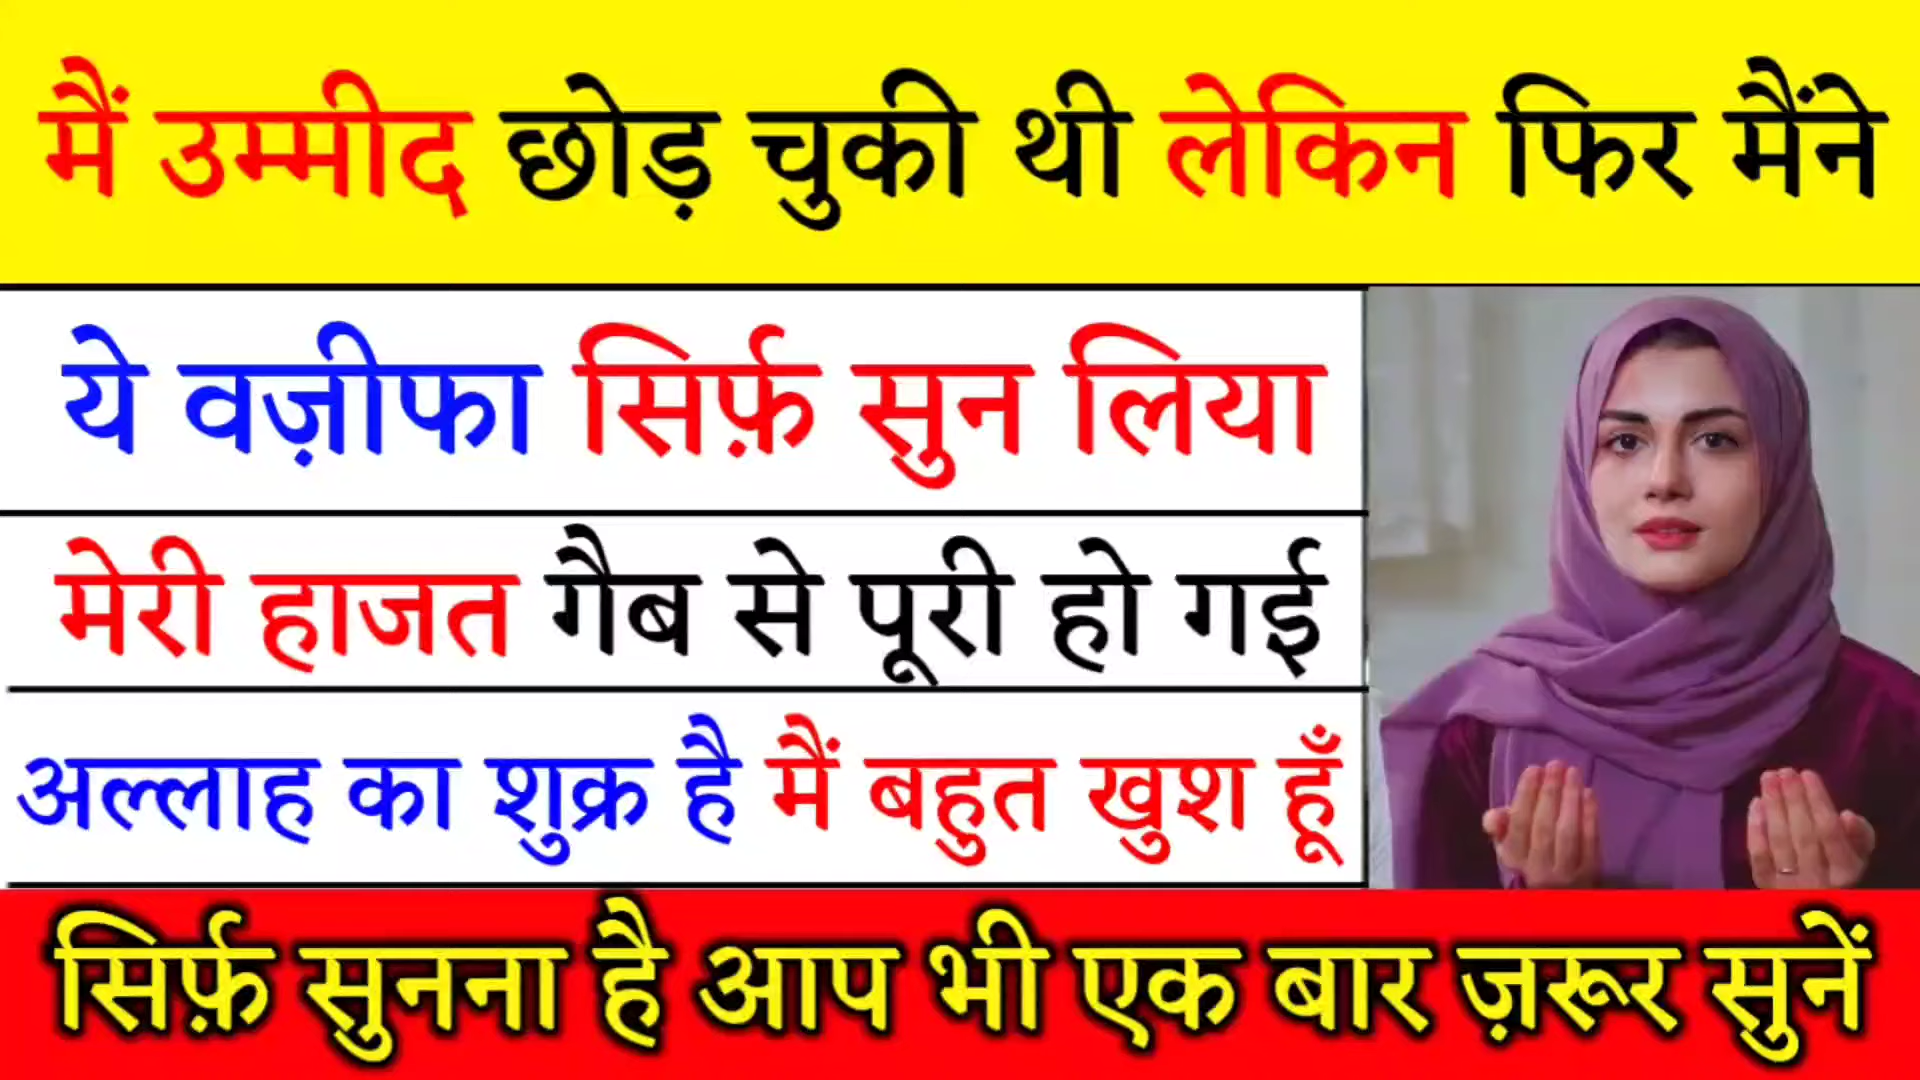 मैं उम्मीद छोड़ चुकी थी लेकिन फिर मैंने
ये वज़ीफा सिर्फ़ सुन लिया
मेरी हाजत गैब से पूरी हो गई
अल्लाह का शुक्र है मैं बहुत खुश हूँ
सिर्फ़ सुनना है आप भी एक बार ज़रूर सुनें